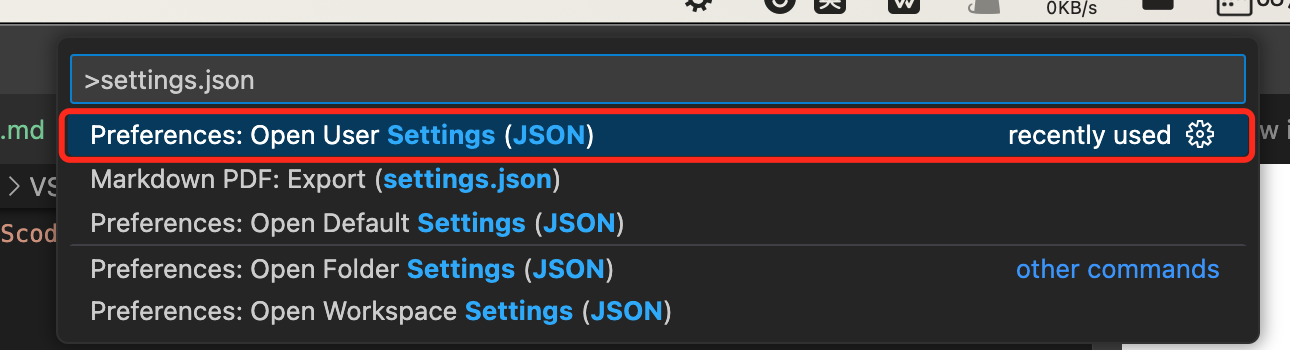 0KB/s
>settings.json
.md
Preferences: Open User Settings (JSON)
recently used
Markdown PDF: Export (settings.json)
> VS
Preferences: Open Default Settings (JSON)
Scod
Preferences: Open Folder Settings (JSON)
other commands
Preferences: Open Workspace Settings (JSON)